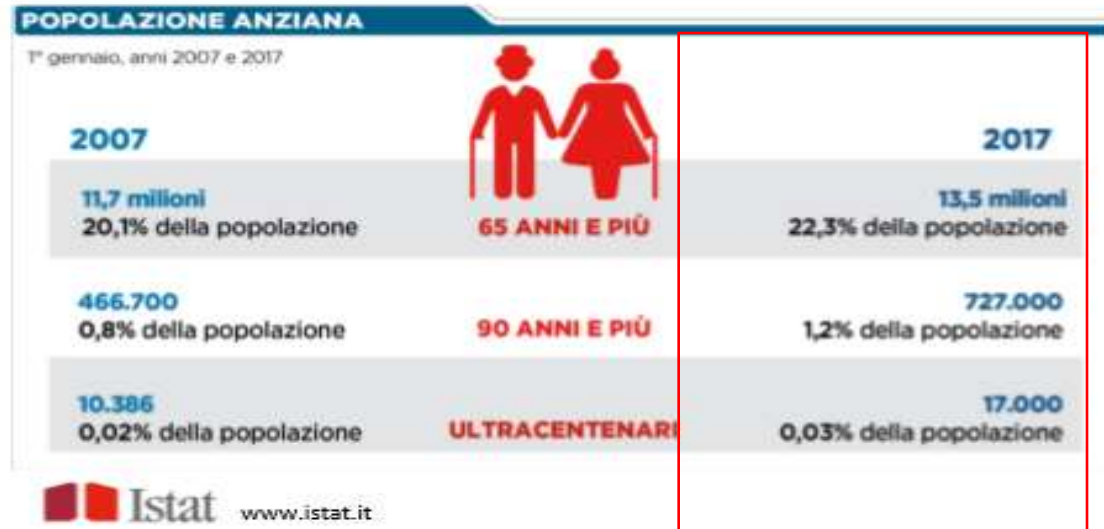 POPOLAZIONE ANZIANA
1° gennaio, anni 2007 e 2017
2007
2017
11,7 milioni
20,1% della popolazione
65 ANNI E PIÙ
13,5 milioni
22,3% della popolazione
466.700
0,8% della popolazione
90 ANNI E PIÙ
727.000
1,2% della popolazione
10.386
0,02% della popolazione
ULTRACENTENARI
17.000
0,03% della popolazione
Istat www.istat.it